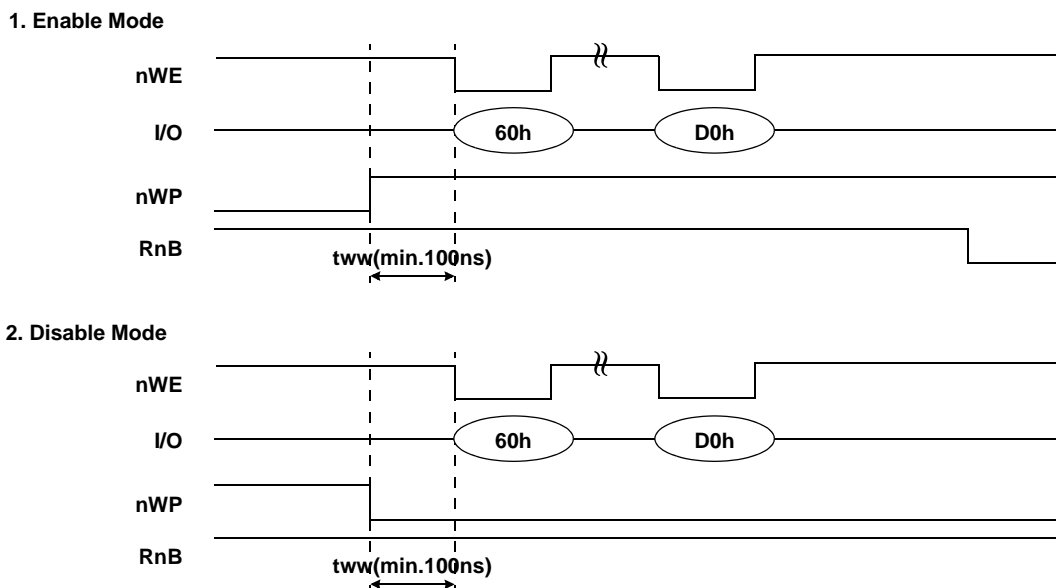 1. Enable Mode
nWE
I/O
60h
D0h
nWP
RnB
tww(min.100ns)
2. Disable Mode
nWE
I/O
60h
D0h
nWP
RnB
tww(min.100ns)